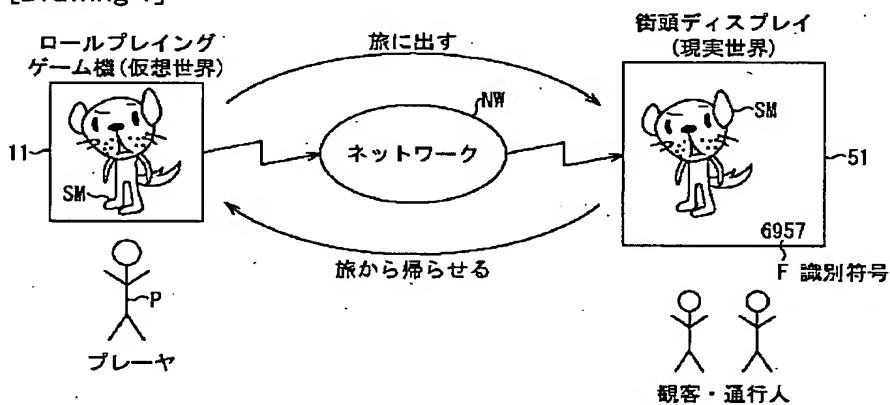 ロールプレイング
ゲーム機(仮想世界)
旅に出す
街頭ディスプレイ
(現実世界)
NW
SM
11
ネットワーク
51
SM
6957
旅から帰らせる
F 識別符号
P
プレーヤ
観客・通行人